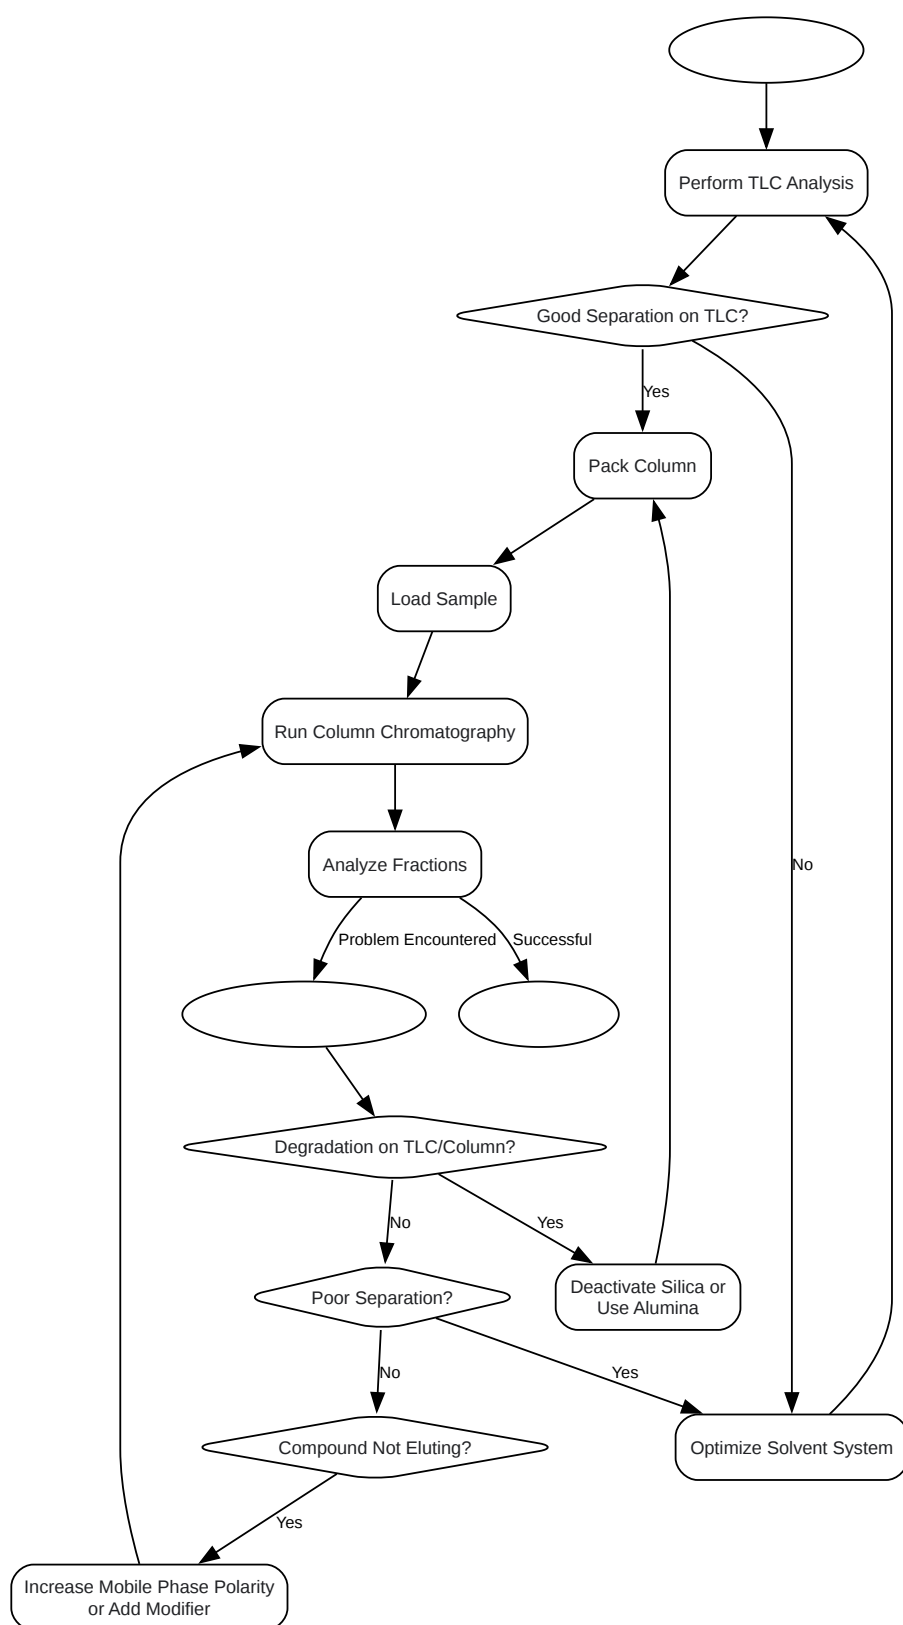 Perform TLC Analysis
Good Separation on TLC?
Yes
Pack Column
Load Sample
Run Column Chromatography
Analyze Fractions
No
Problem Encountered
Successful
Degradation on TLC/Column?
No
Yes
Deactivate Silica or
Use Alumina
Poor Separation?
No
Yes
Compound Not Eluting?
Optimize Solvent System
Yes
Increase Mobile Phase Polarity
or Add Modifier